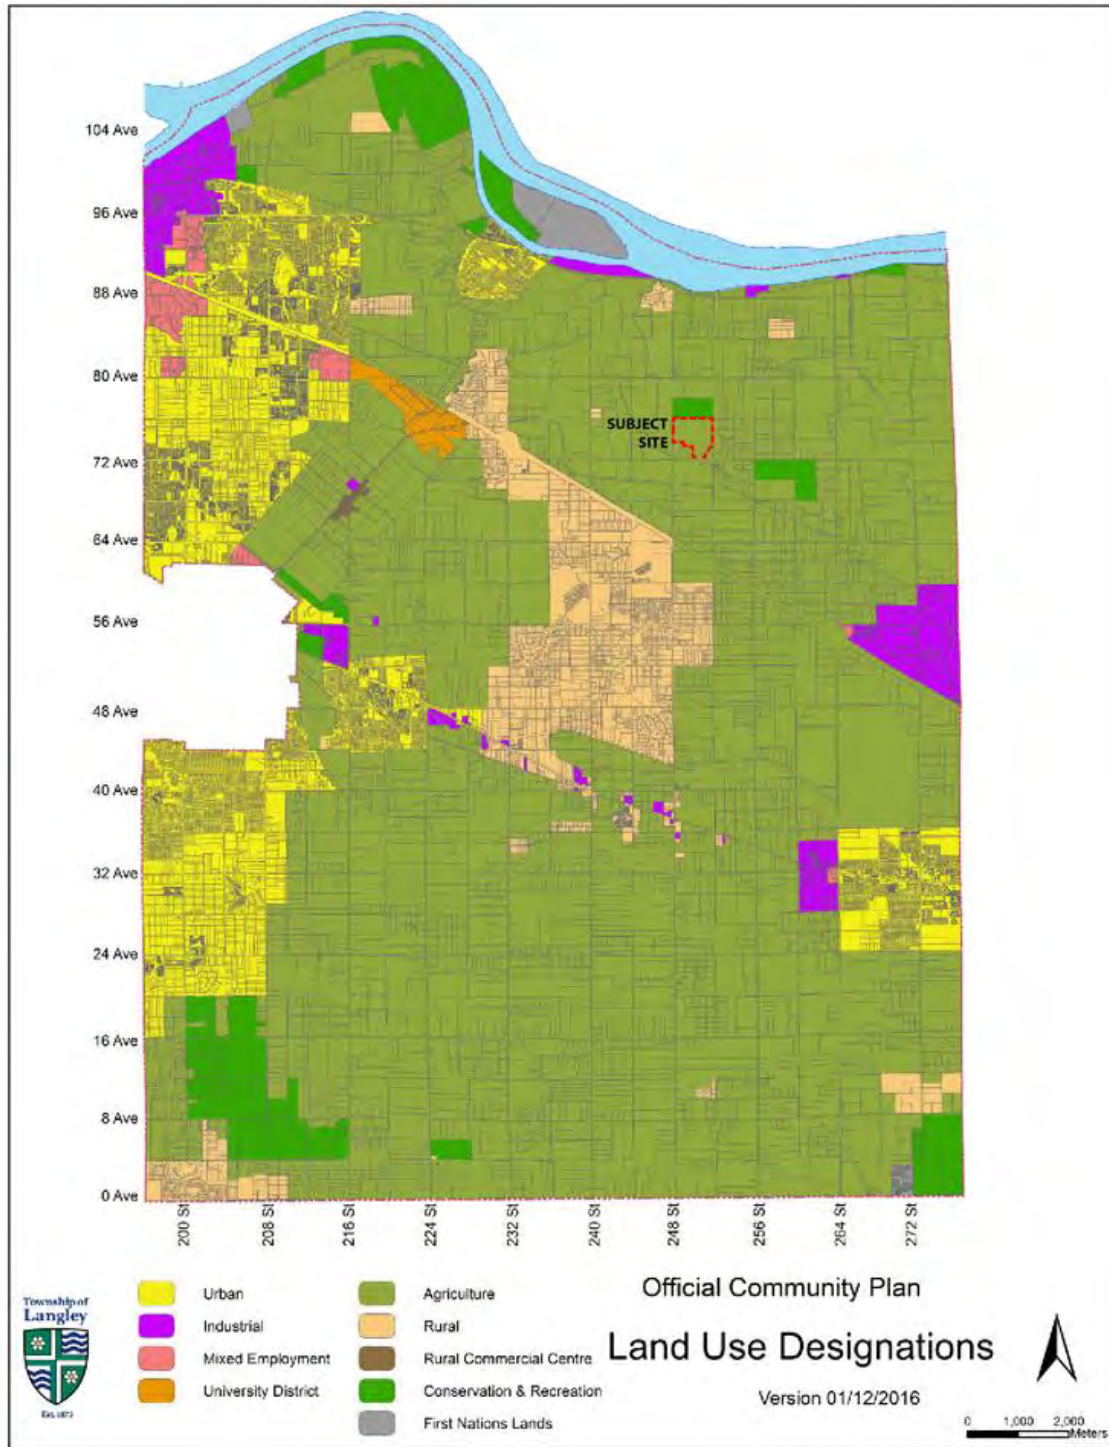 104 Ave
96 Ave
88 Ave
80 Ave
SUBJECT
SITE
72 Ave
64 Ave
56 Ave
48 Ave
40 Ave
32 Ave
24 Ave
16 Ave
8 Ave
0 Ave
200 St
208 St
216 St
224 St
232 St
240 St
248 St
256 St
264 St
272 St
Township of
Langley
Est. 1873
Urban
Industrial
Mixed Employment
University District
Agriculture
Rural
Rural Commercial Centre
Conservation & Recreation
First Nations Lands
Official Community Plan
Land Use Designations
Version 01/12/2016
0 1,000 2,000
Meters